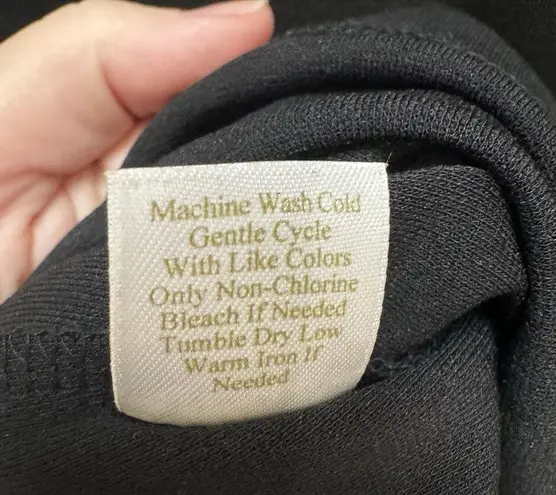 Machine Wash Cold
Gentle Cycle
With Like Colors
Only Non-Chlorine
Bleach If Needed
Tumble Dry Low
Warm Iron If
Needed